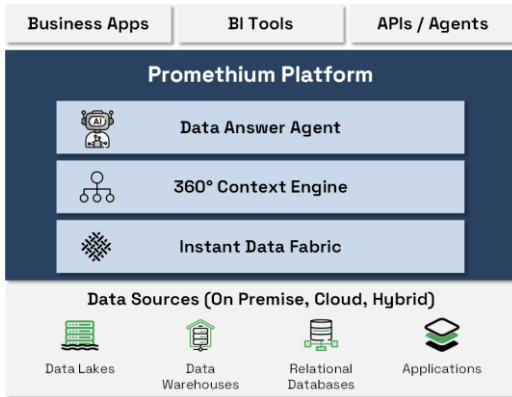 Business Apps
BI Tools
APIs / Agents
Promethium Platform
AI
Data Answer Agent
360° Context Engine
Instant Data Fabric
Data Sources (On Premise, Cloud, Hybrid)
Data Lakes
Data
Warehouses
Relational
Databases
Applications